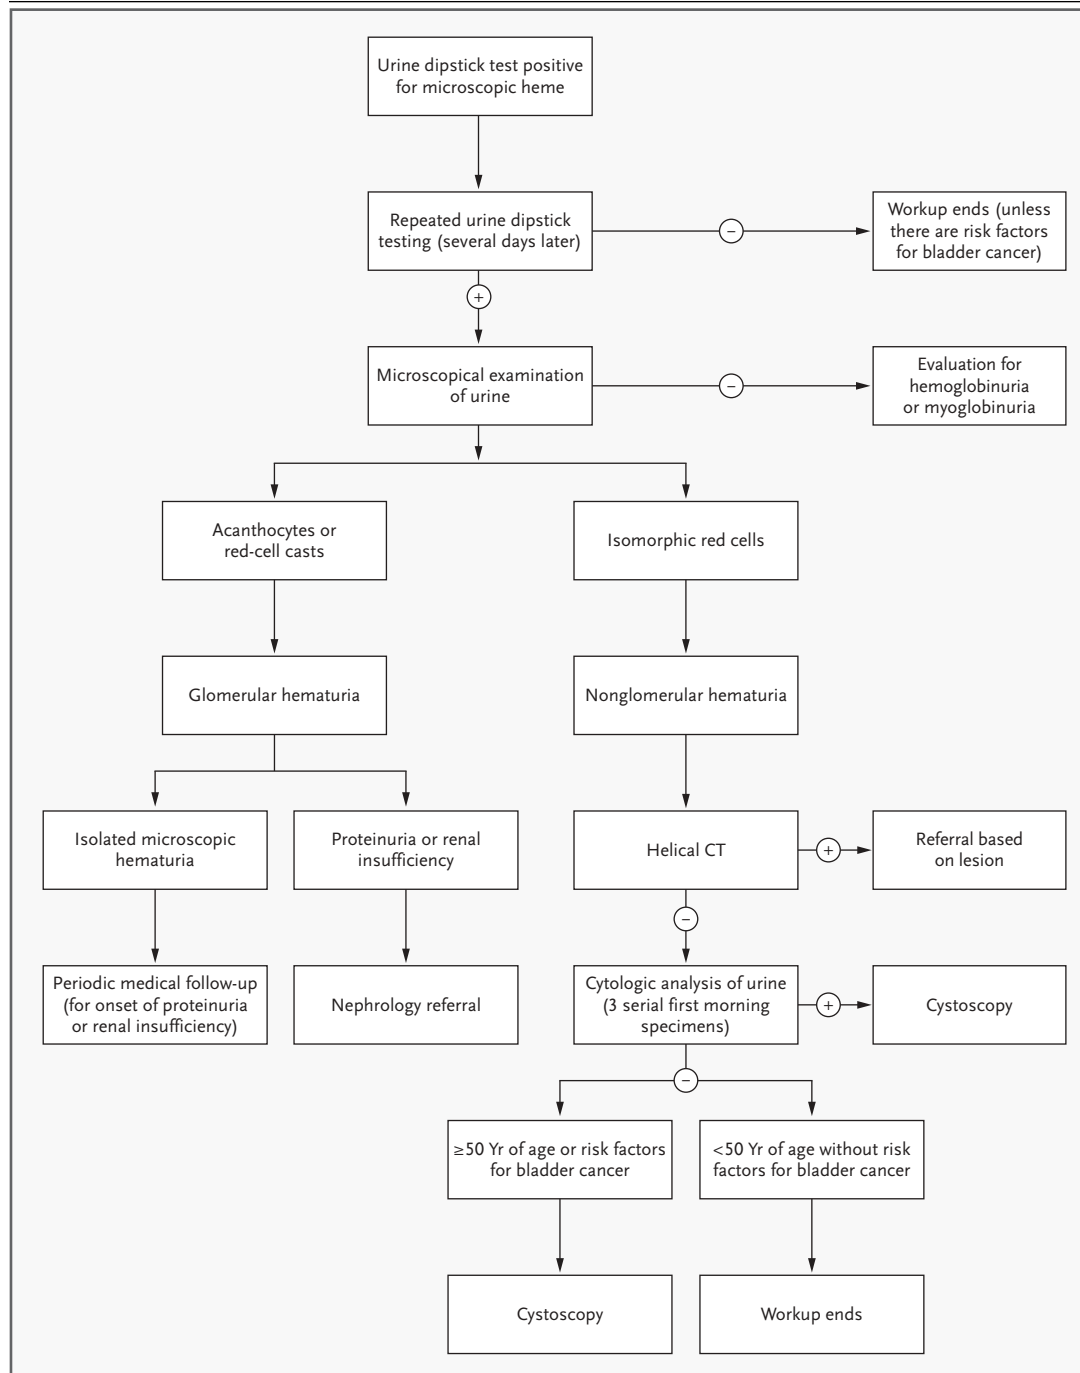 Urine dipstick test positive
for microscopic heme
Repeated urine dipstick
testing (several days later)
−
Workup ends (unless
there are risk factors
for bladder cancer)
+
Microscopical examination
of urine
−
Evaluation for
hemoglobinuria
or myoglobinuria
Acanthocytes or
red-cell casts
Isomorphic red cells
Glomerular hematuria
Nonglomerular hematuria
Isolated microscopic
hematuria
Proteinuria or renal
insufficiency
Helical CT
+
Referral based
on lesion
−
Periodic medical follow-up
(for onset of proteinuria
or renal insufficiency)
Nephrology referral
Cytologic analysis of urine
(3 serial first morning
specimens)
+
Cystoscopy
−
≥50 Yr of age or risk factors
for bladder cancer
<50 Yr of age without risk
factors for bladder cancer
Cystoscopy
Workup ends